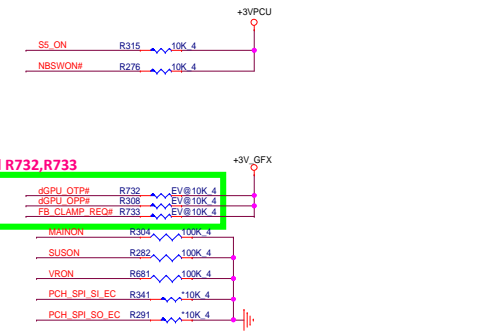 +3VPCU
S5_ON R315 10K_4
NBSWON# R276 10K_4
R732,R733
+3V_GFX
dGPU_OTP# R732 EV@10K_4
dGPU_OPP# R308 EV@10K_4
FB_CLAMP_REQ# R733 EV@10K_4
MAINON R304 100K_4
SUSON R282 100K_4
VRON R681 100K_4
PCH_SPI_SI_EC R341 *10K_4
PCH_SPI_SO_EC R291 *10K_4